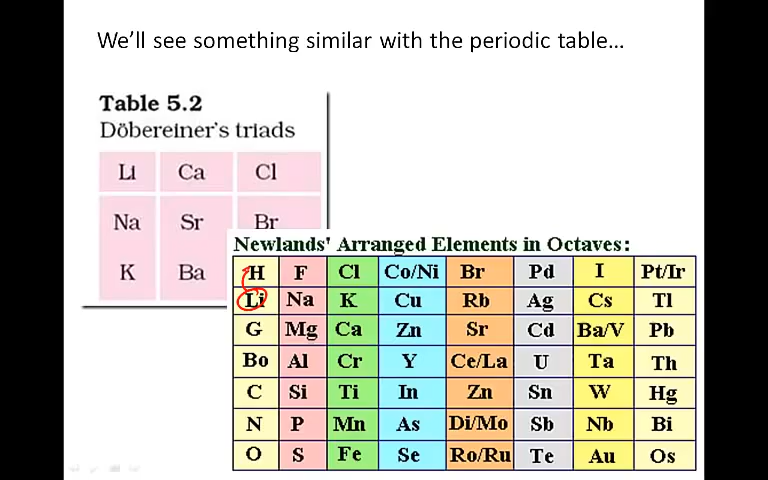 We'll see something similar with the periodic table…
Table 5.2
Döbereiner's triads
Li Ca Cl
Na Sr Br
K Ba
Newlands' Arranged Elements in Octaves:
H F Cl Co/Ni Br Pd I Pt/Ir
Li Na K Cu Rb Ag Cs Tl
G Mg Ca Zn Sr Cd Ba/V Pb
Bo Al Cr Y Ce/La U Ta Th
C Si Ti In Zn Sn W Hg
N P Mn As Di/Mo Sb Nb Bi
O S Fe Se Ro/Ru Te Au Os